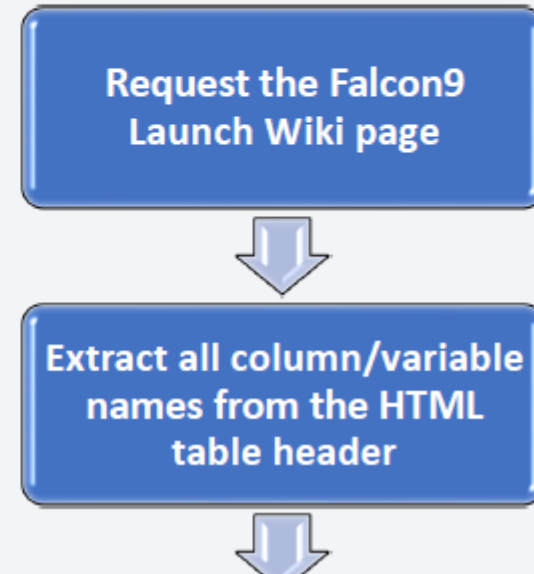 Request the Falcon9
Launch Wiki page
Extract all column/variable
names from the HTML
table header